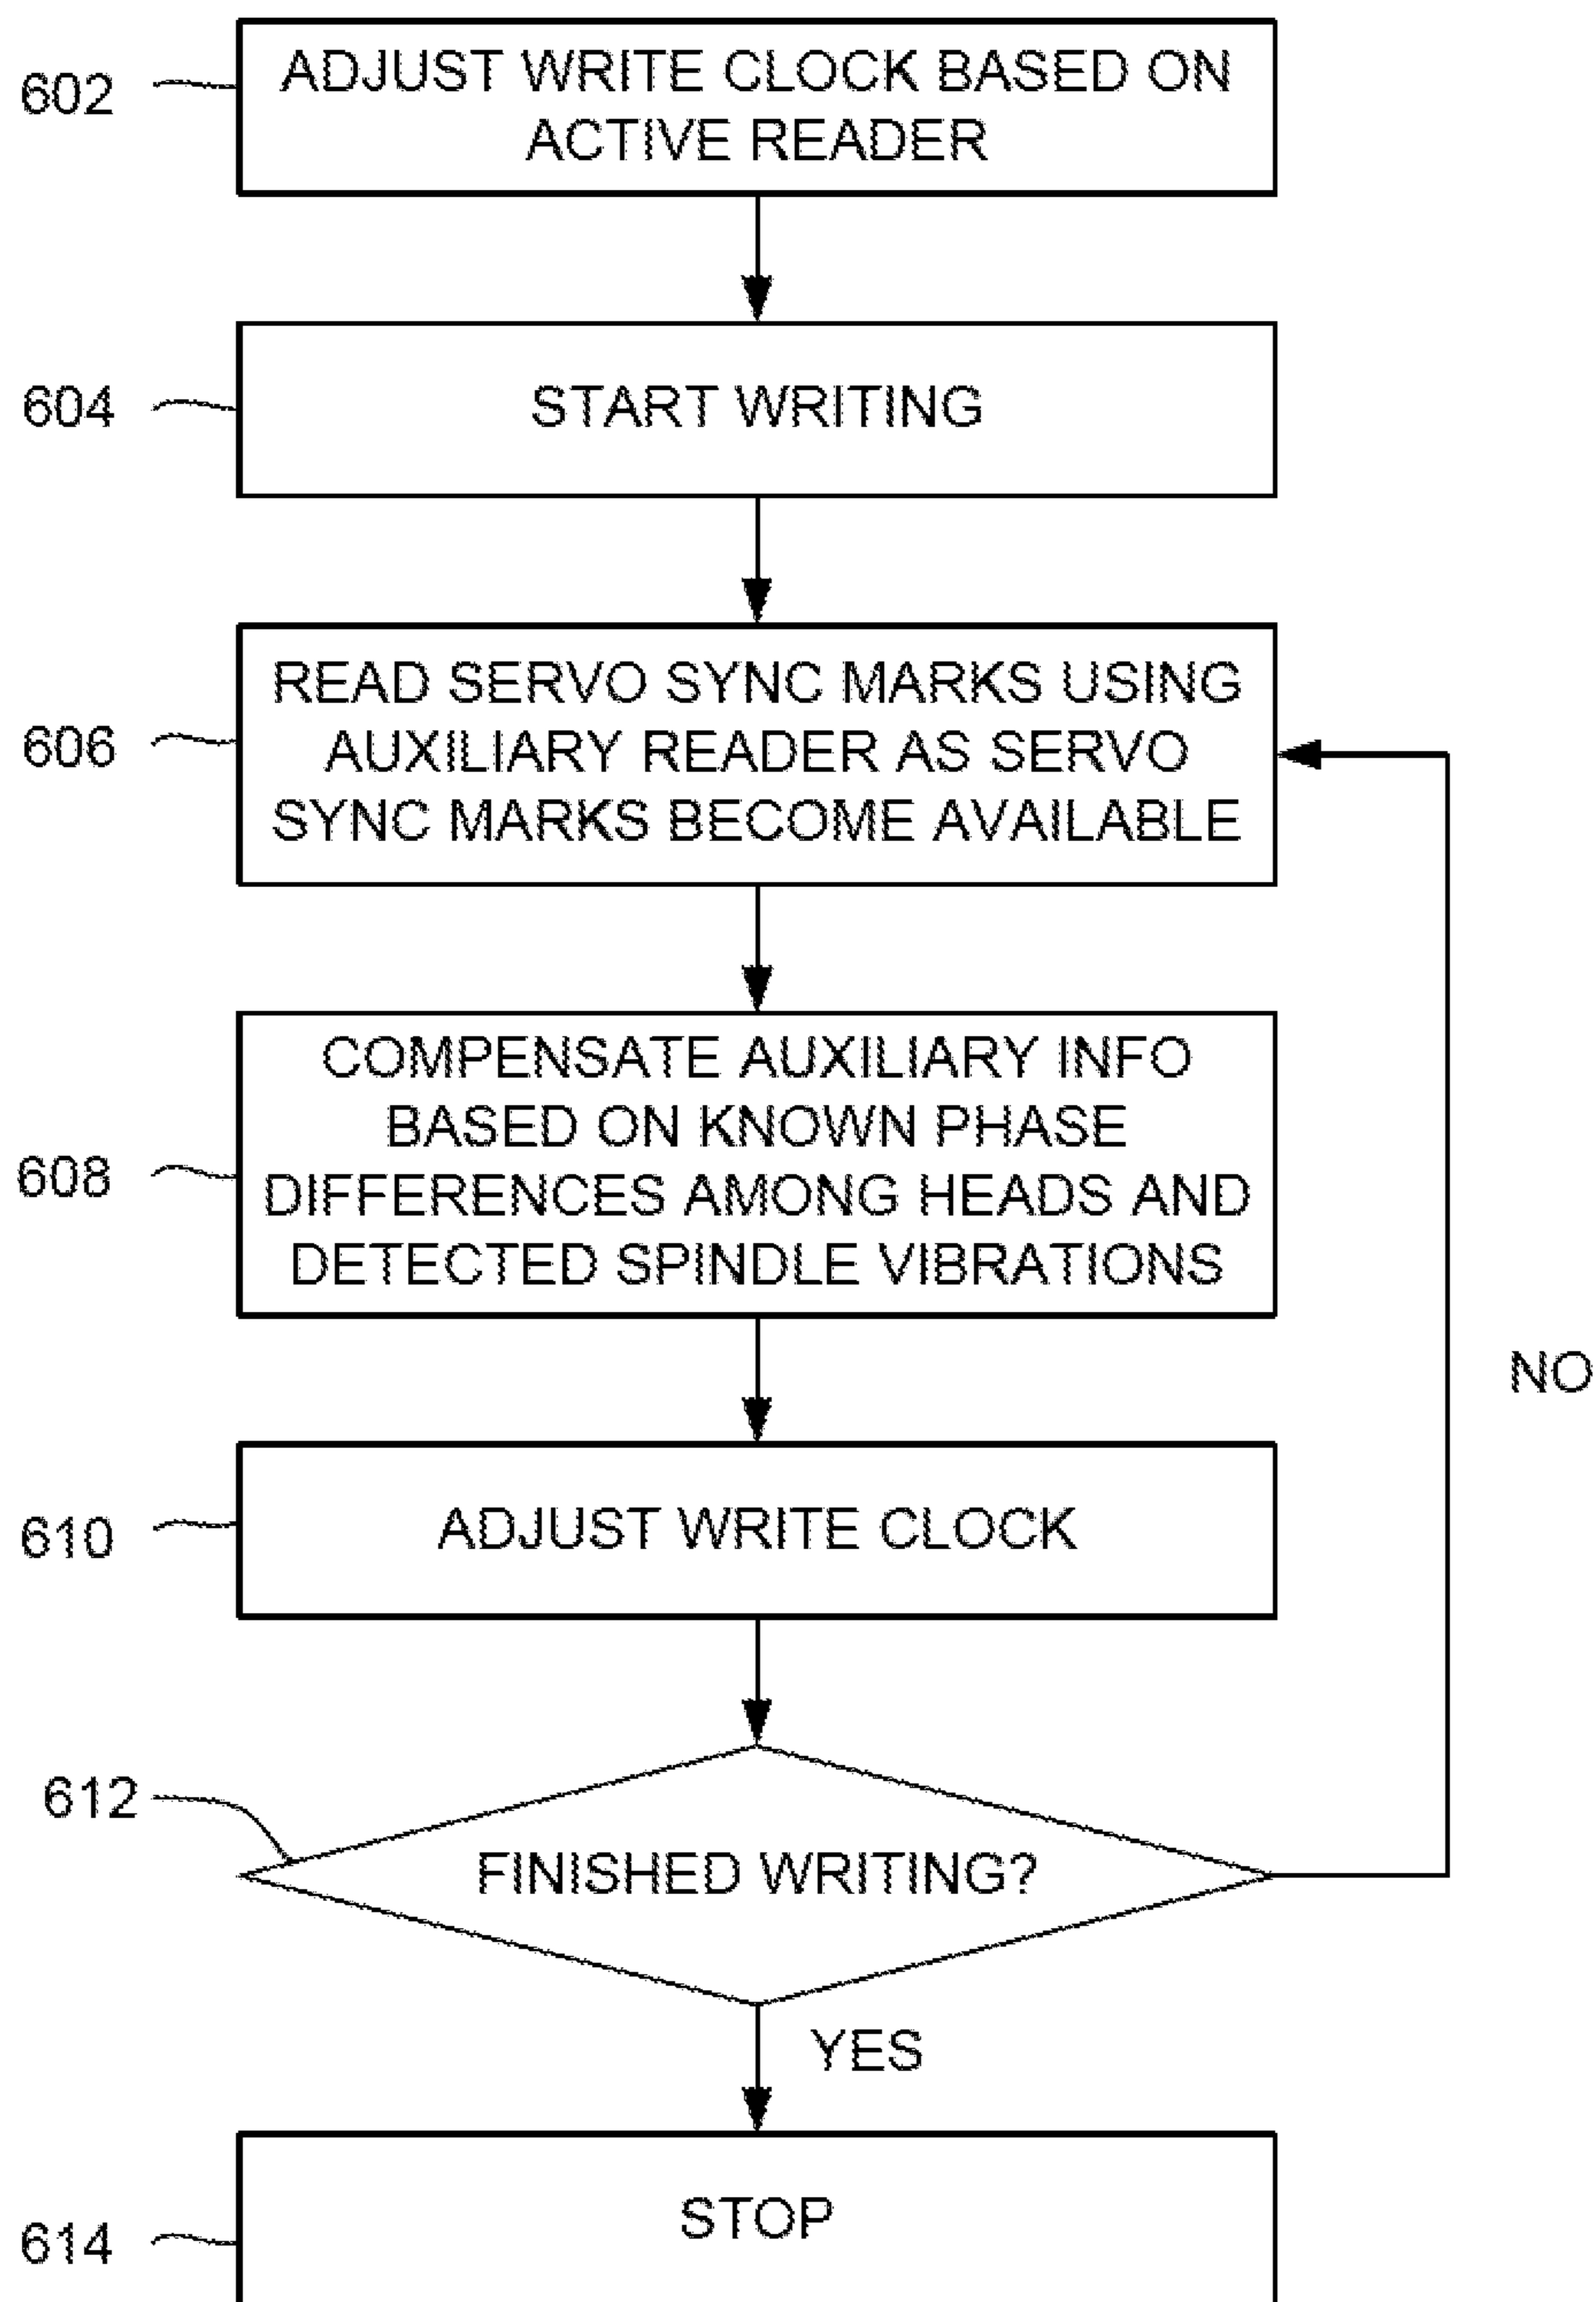 602
ADJUST WRITE CLOCK BASED ON
ACTIVE READER
604
START WRITING
606
READ SERVO SYNC MARKS USING
AUXILIARY READER AS SERVO
SYNC MARKS BECOME AVAILABLE
608
COMPENSATE AUXILIARY INFO
BASED ON KNOWN PHASE
DIFFERENCES AMONG HEADS AND
DETECTED SPINDLE VIBRATIONS
NO
610
ADJUST WRITE CLOCK
612
FINISHED WRITING?
YES
614
STOP